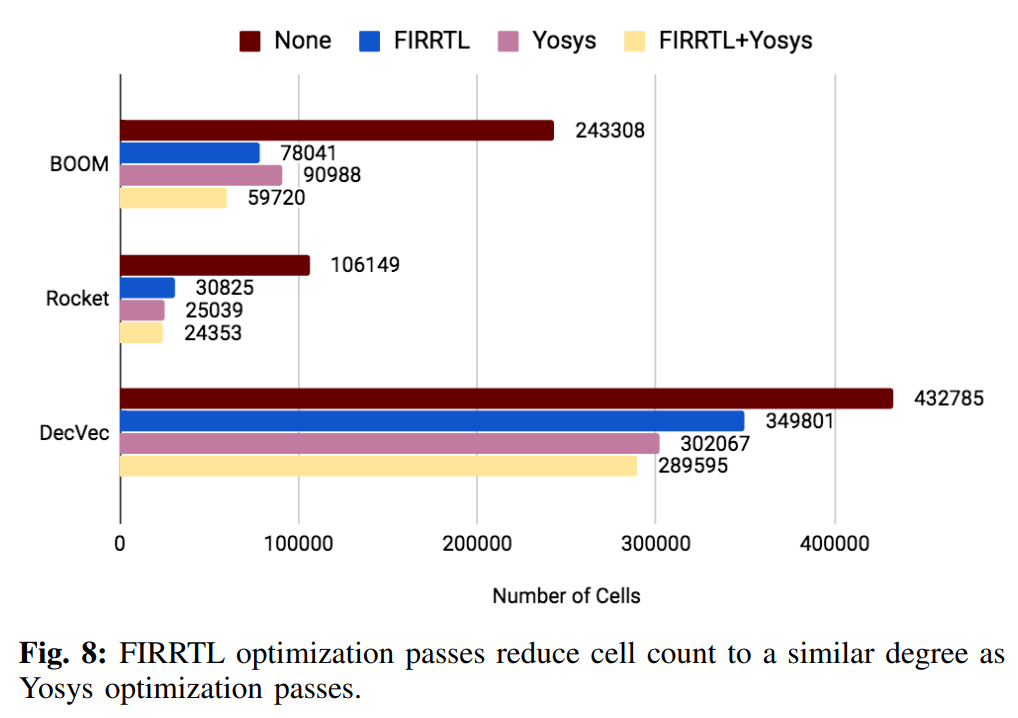 None FIRRTL Yosys FIRRTL+Yosys
BOOM
243308
78041
90988
59720
Rocket
106149
30825
25039
24353
DecVec
432785
349801
302067
289595
0 100000 200000 300000 400000
Number of Cells
Fig. 8: FIRRTL optimization passes reduce cell count to a similar degree as
Yosys optimization passes.